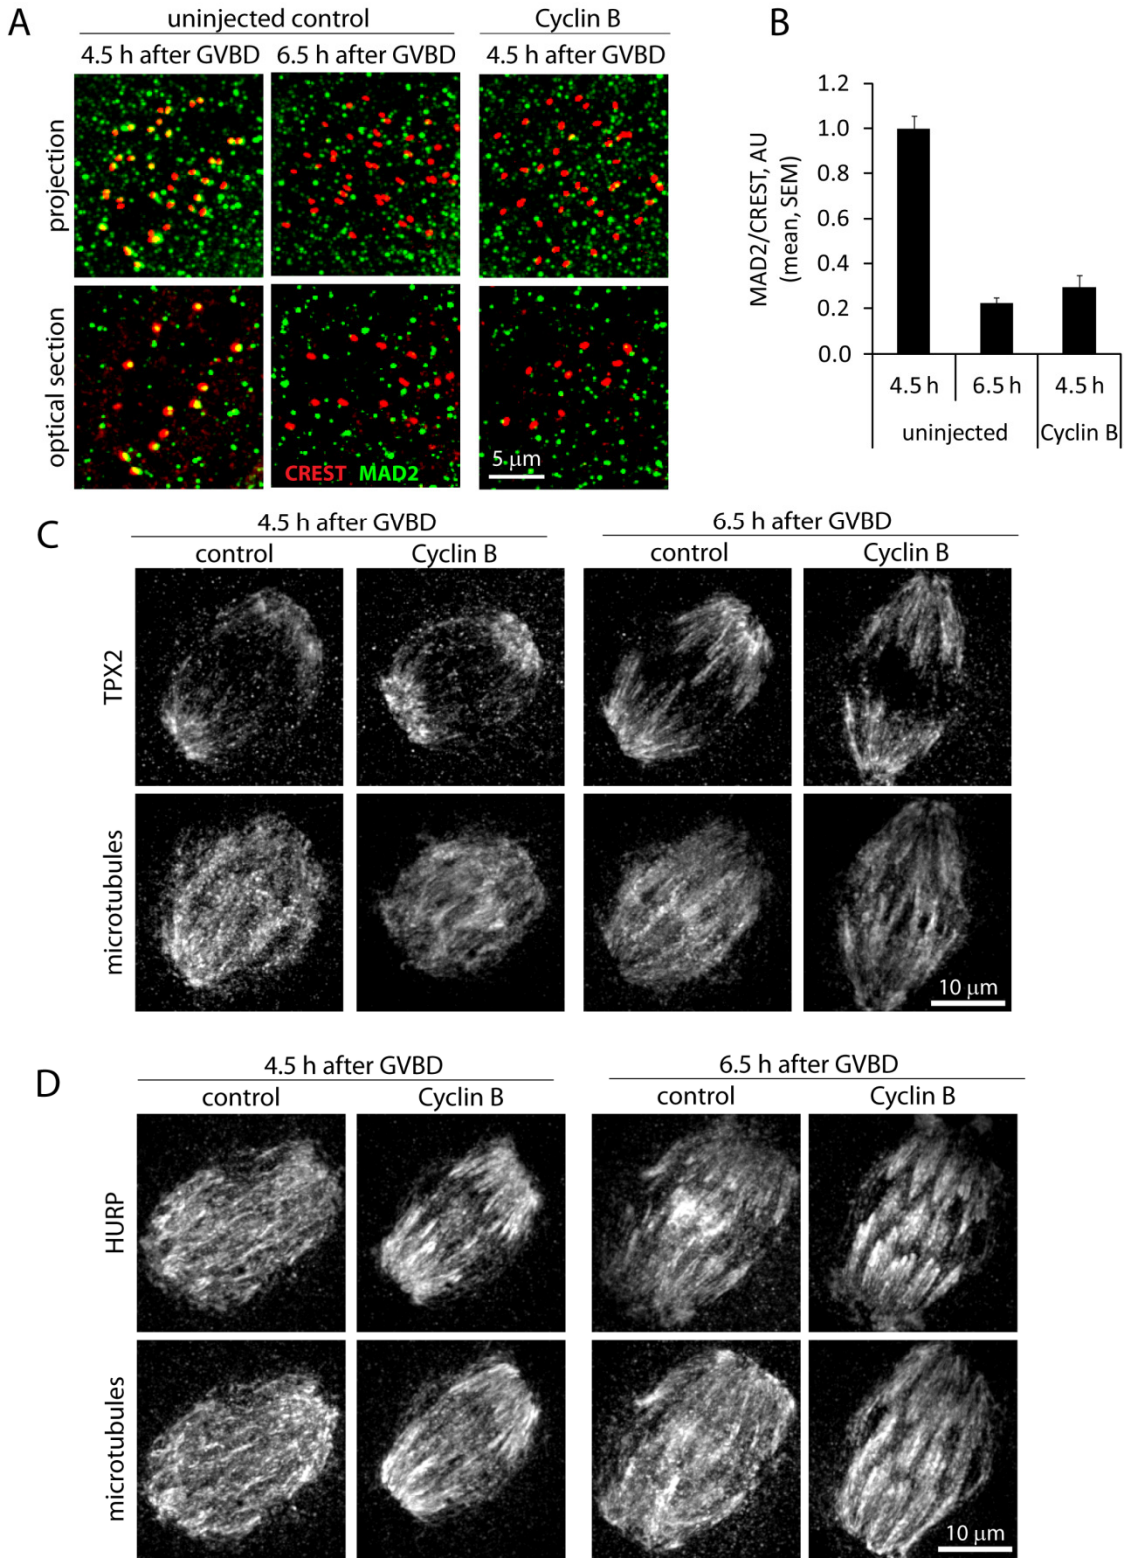 A
uninjected control
Cyclin B
4.5 h after GVBD
6.5 h after GVBD
4.5 h after GVBD
projection
optical section
CREST MAD2
5 μm
B
MAD2/CREST, AU
(mean, SEM)
1.2
1.0
0.8
0.6
0.4
0.2
0.0
4.5 h
6.5 h
4.5 h
uninjected
Cyclin B
C
4.5 h after GVBD
6.5 h after GVBD
control
Cyclin B
control
Cyclin B
TPX2
microtubules
10 μm
D
4.5 h after GVBD
6.5 h after GVBD
control
Cyclin B
control
Cyclin B
HURP
microtubules
10 μm